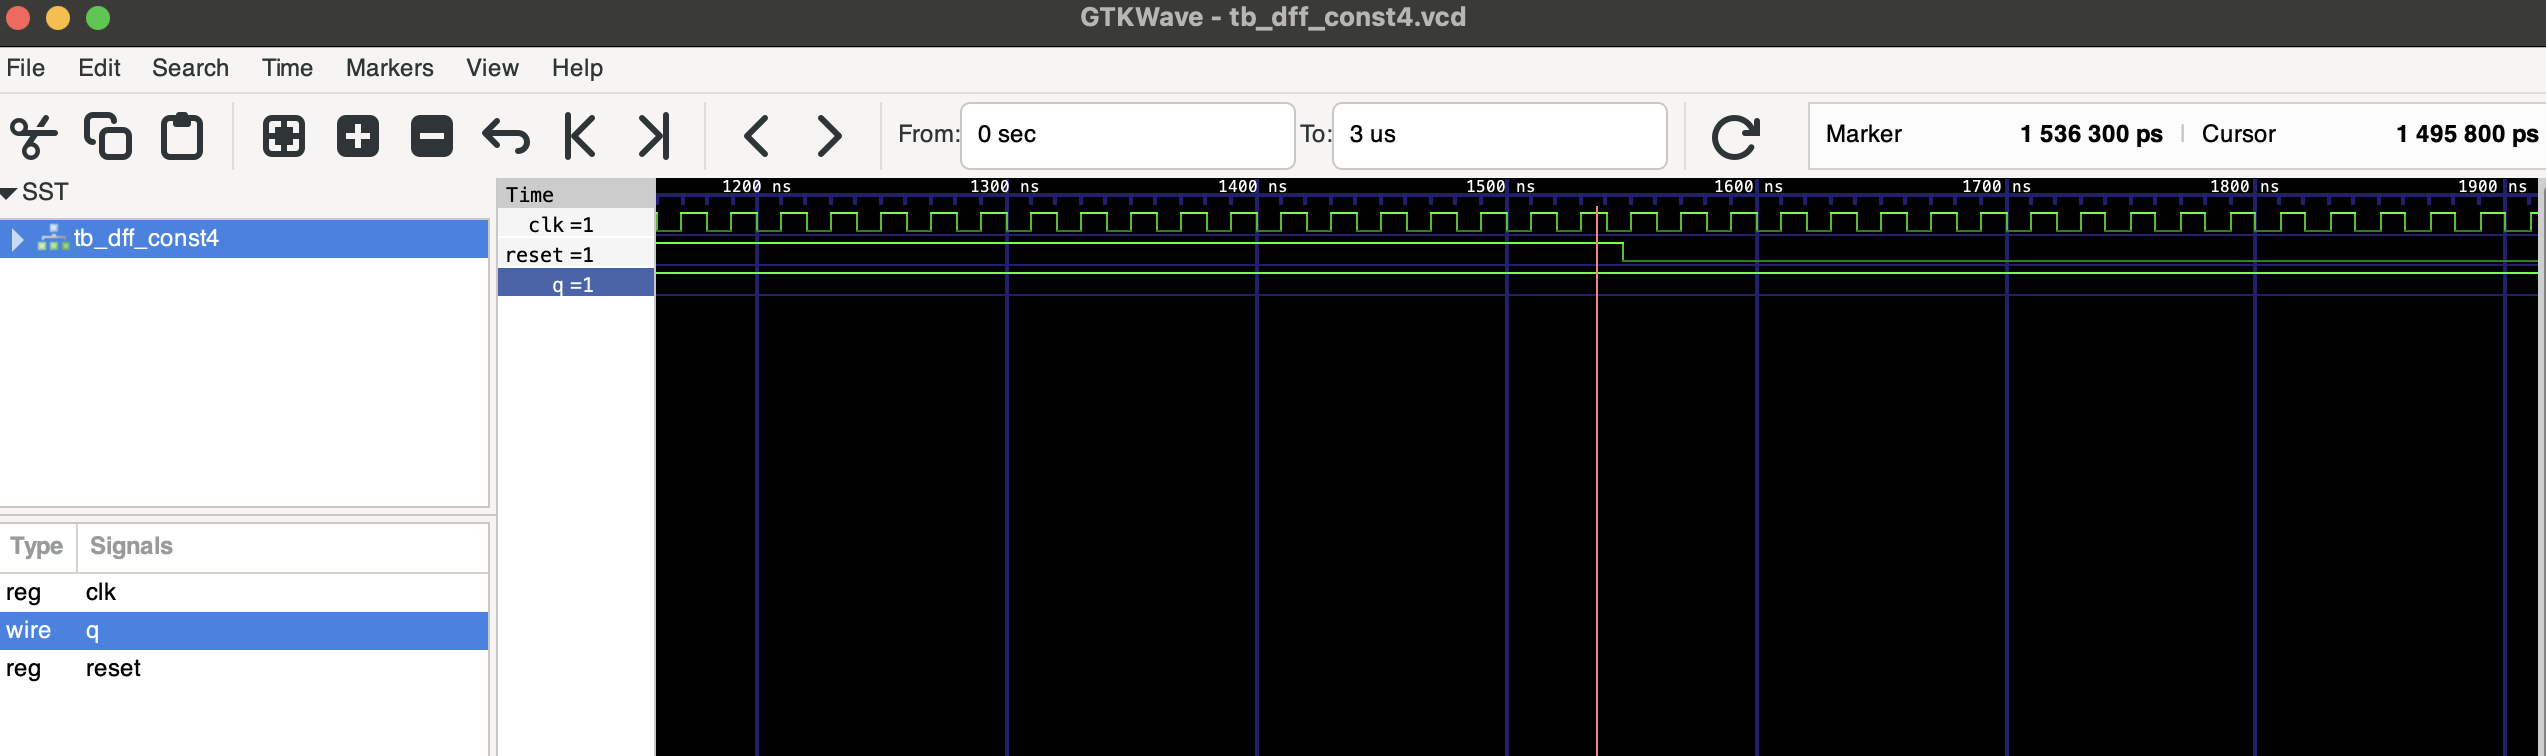 GTKWave - tb_dff_const4.vcd
File Edit Search Time Markers View Help
From: 0 sec To: 3 us Marker 1 536 300 ps | Cursor 1 495 800 ps
SST
tb_dff_const4
Type Signals
reg clk
wire q
reg reset
Time
clk =1
reset =1
q =1
1200 ns 1300 ns 1400 ns 1500 ns 1600 ns 1700 ns 1800 ns 1900 ns